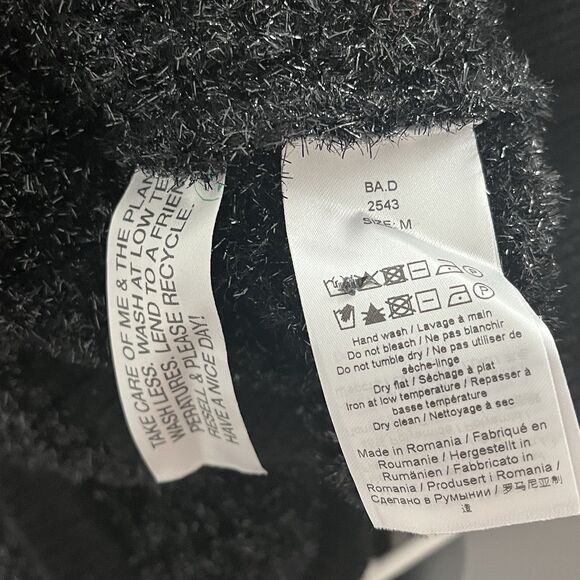 TAKE CARE OF ME & THE PLAN
WASH LESS. WASH AT LOW TE
WATURES. LEND TO A FRIEN
PERATURES. LEASE RECYCLE.
RESELL & PLEASE
HAVE A NICE DAY!
BA.D
2543
SIZE: M
Hand wash / Lavage à main
Do not bleach / Ne pas blanchir
Do not tumble dry / Ne pas utiliser de
sèche-linge
Dry flat / Séchage à plat
Iron at low temperature / Repasser à
basse température
Dry clean / Nettoyage à sec
Made in Romania / Fabriqué en
Roumanie / Hergestellt in
Rumänien / Fabbricato in
Romania / Produsert i Romania /
Сделано в Румынии / 罗马尼亚制
造